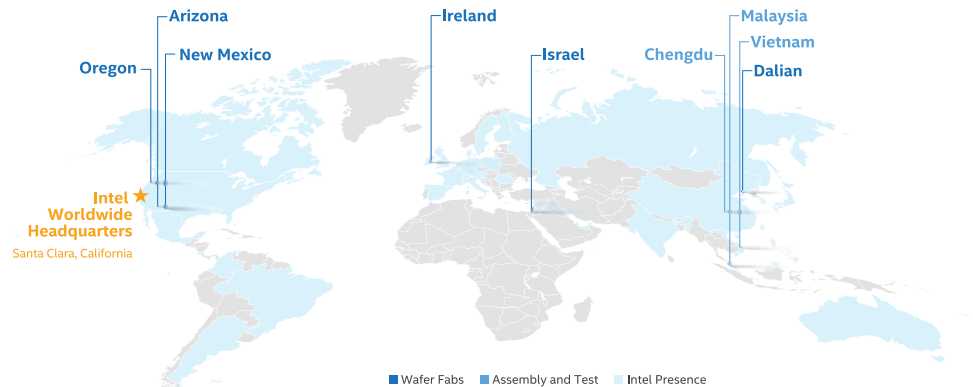 Arizona
New Mexico
Oregon
Ireland
Israel
Malaysia
Vietnam
Chengdu
Dalian
Intel
Worldwide
Headquarters
Santa Clara, California
Wafer Fabs
Assembly and Test
Intel Presence